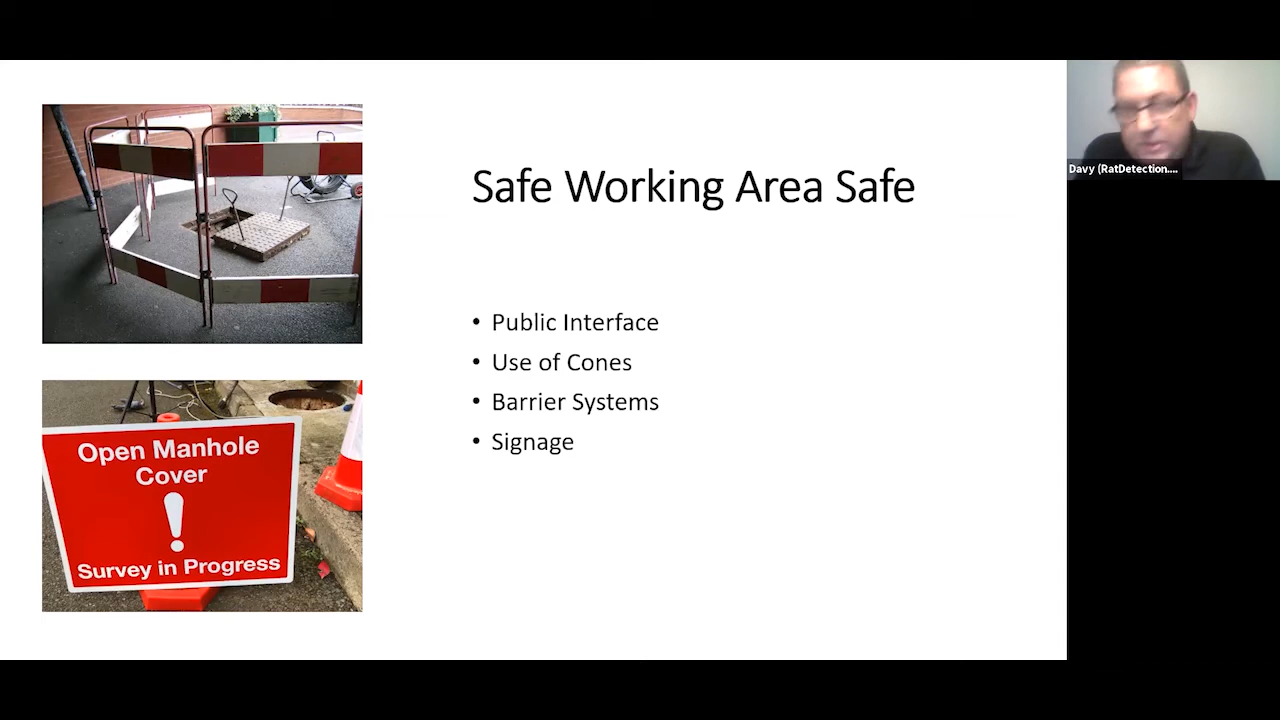 Safe Working Area Safe
• Public Interface
• Use of Cones
• Barrier Systems
• Signage
Open Manhole
Cover
!
Survey in Progress
Davy (RatDetection....